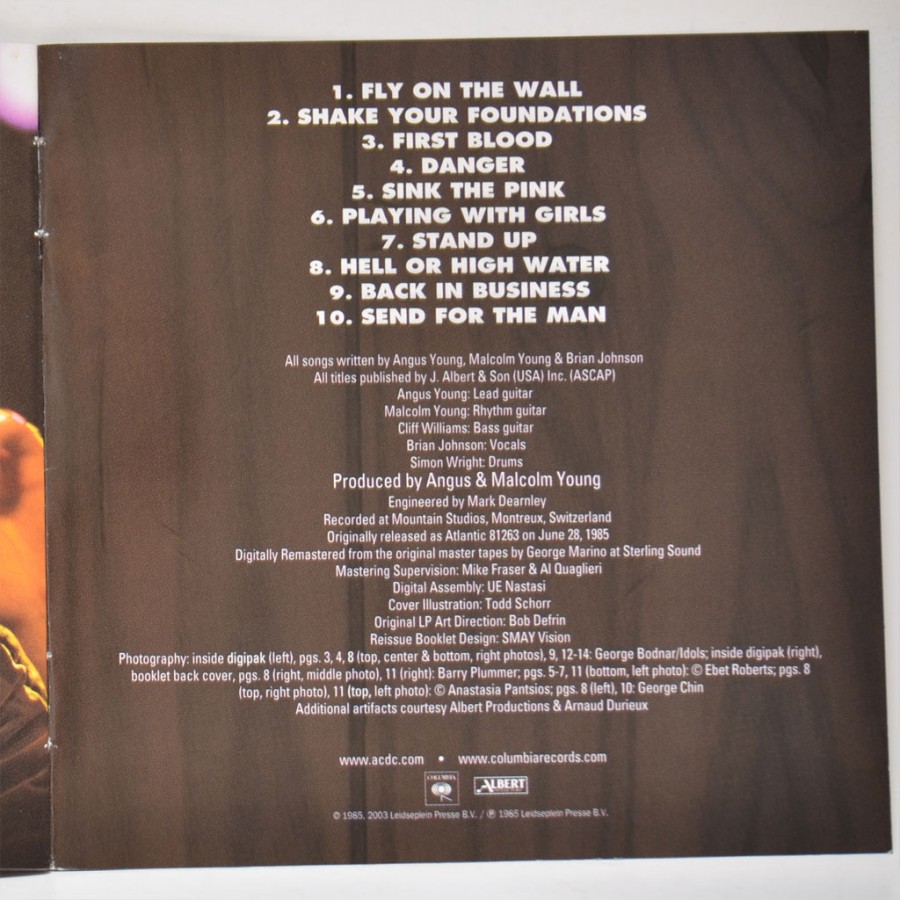 1. FLY ON THE WALL
2. SHAKE YOUR FOUNDATIONS
3. FIRST BLOOD
4. DANGER
5. SINK THE PINK
6. PLAYING WITH GIRLS
7. STAND UP
8. HELL OR HIGH WATER
9. BACK IN BUSINESS
10. SEND FOR THE MAN
All songs written by Angus Young, Malcolm Young & Brian Johnson
All titles published by J. Albert & Son (USA) Inc. (ASCAP)
Angus Young: Lead guitar
Malcolm Young: Rhythm guitar
Cliff Williams: Bass guitar
Brian Johnson: Vocals
Simon Wright: Drums
Produced by Angus & Malcolm Young
Engineered by Mark Dearnley
Recorded at Mountain Studios, Montreux, Switzerland
Originally released as Atlantic 81263 on June 28, 1985
Digitally Remastered from the original master tapes by George Marino at Sterling Sound
Mastering Supervision: Mike Fraser & Al Quaglieri
Digital Assembly: UE Nastasi
Cover Illustration: Todd Schorr
Original LP Art Direction: Bob Defrin
Reissue Booklet Design: SMAY Vision
Photography: inside digipak (left), pgs. 3, 4, 8 (top, center & bottom, right photos), 9, 12-14: George Bodnar/Idols; inside digipak (right),
booklet back cover, pgs. 8 (right, middle photo), 11 (right): Barry Plummer; pgs. 5-7, 11 (bottom, left photo): © Ebet Roberts; pgs. 8
(top, right photo), 11 (top, left photo): © Anastasia Pantsios; pgs. 8 (left), 10: George Chin
Additional artifacts courtesy Albert Productions & Arnaud Durieux
www.acdc.com • www.columbiarecords.com
COLUMBIA
ALBERT
© 1985, 2003 Leidseplein Presse B.V. / ℗ 1985 Leidseplein Presse B.V.